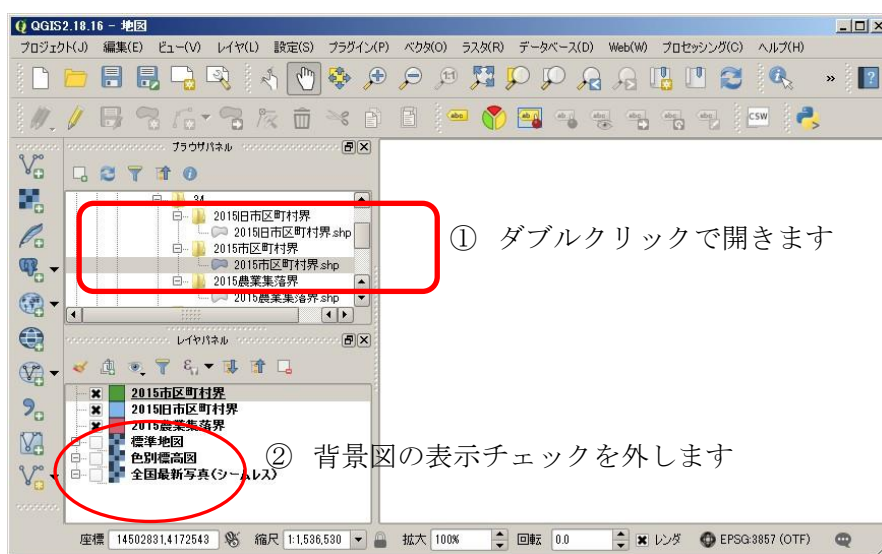 QGIS2.18.16 - 地図
プロジェクト(J) 編集(E) ビュー(V) レイヤ(L) 設定(S) プラグイン(P) ベクタ(O) ラスタ(R) データベース(D) Web(W) プロセッシング(C) ヘルプ(H)
CSW
ブラウザパネル
34
2015旧市区町村界
2015旧市区町村界.shp
2015市区町村界
2015市区町村界.shp
2015農業集落界
2015農業集落界.shp
① ダブルクリックで開きます
レイヤパネル
2015市区町村界
2015旧市区町村界
2015農業集落界
標準地図
色別標高図
全国最新写真(シームレス)
② 背景図の表示チェックを外します
座標 14502831,4172543 縮尺 1:1,536,530 拡大 100% 回転 0.0 レンダ EPSG:3857 (OTF)